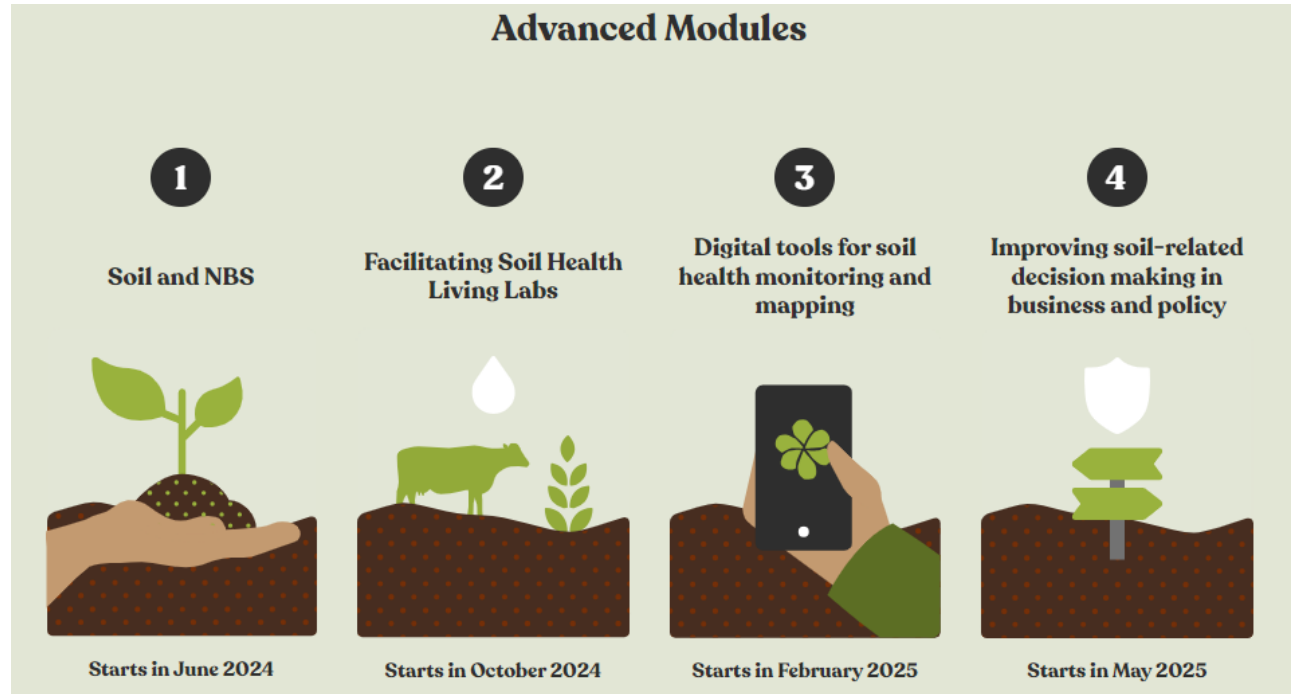 Advanced Modules
1
Soil and NBS
Starts in June 2024
2
Facilitating Soil Health
Living Labs
Starts in October 2024
3
Digital tools for soil
health monitoring and
mapping
Starts in February 2025
4
Improving soil-related
decision making in
business and policy
Starts in May 2025